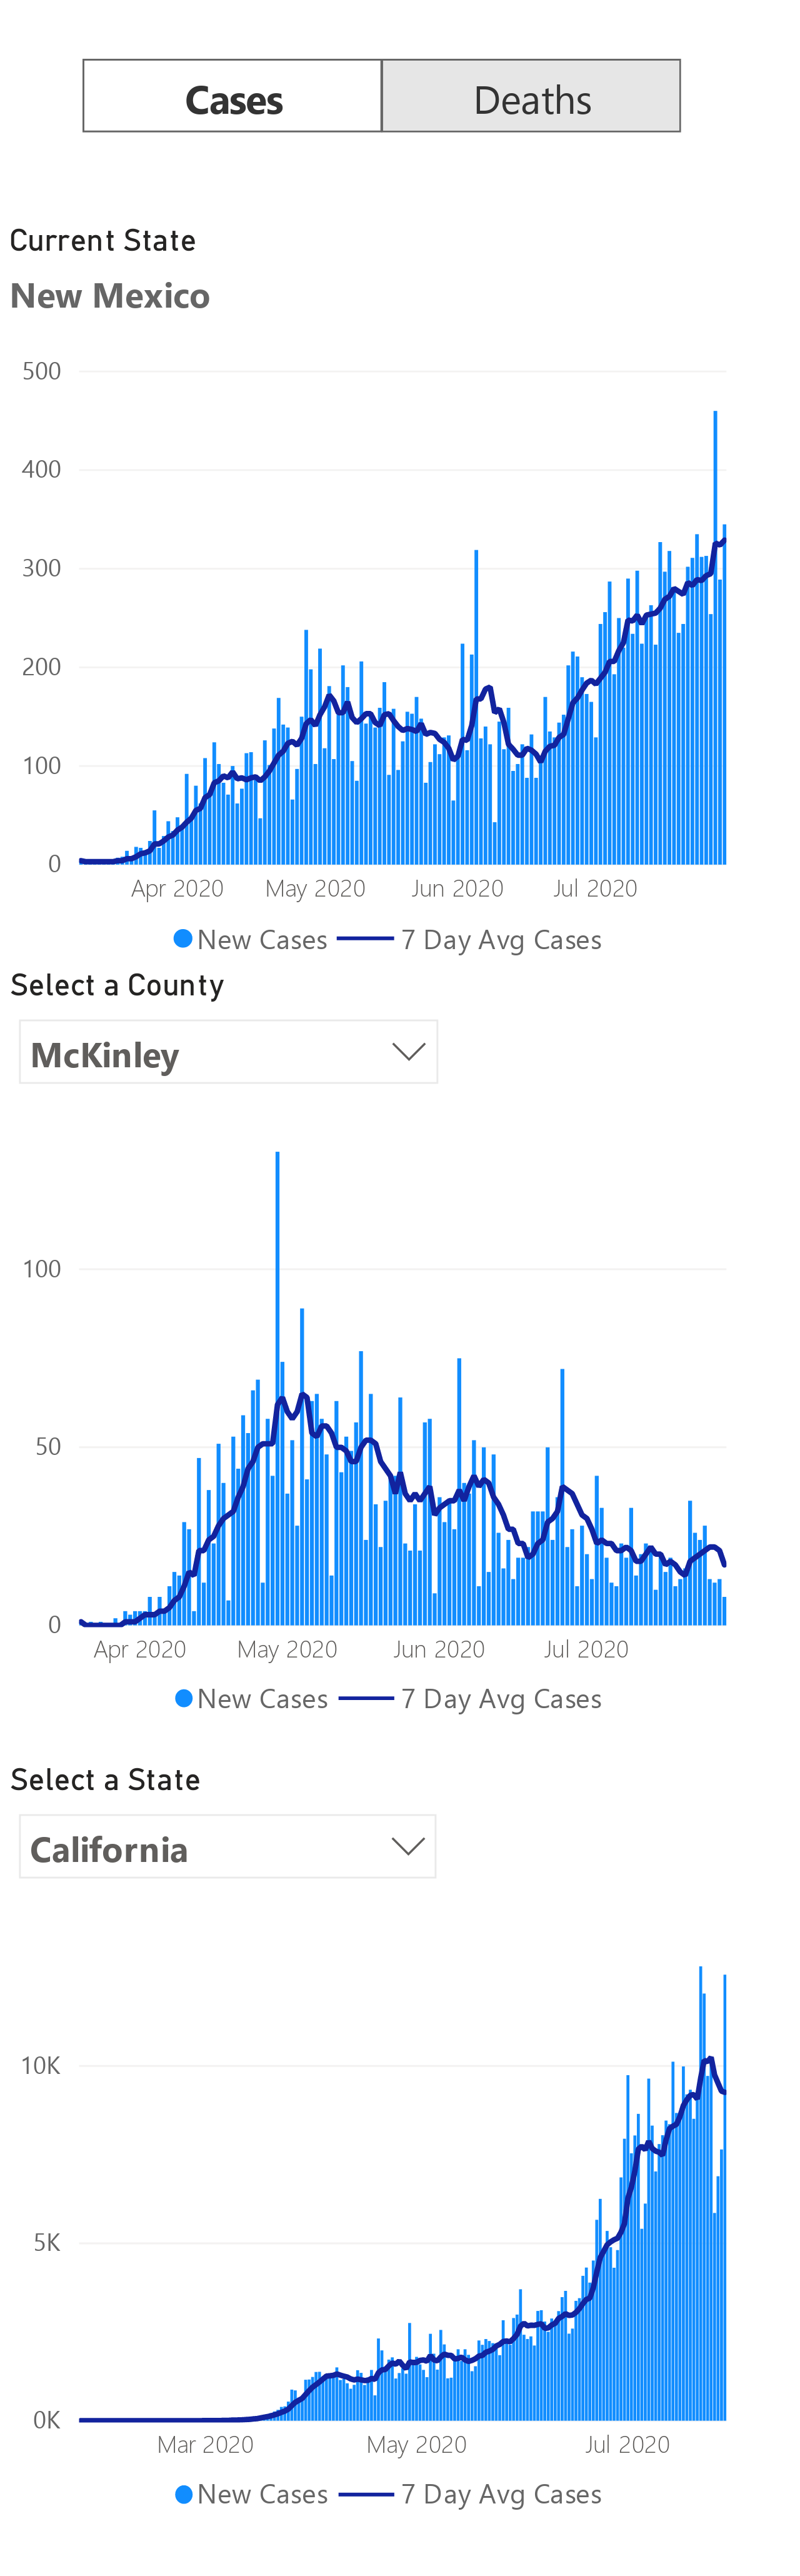 Cases Deaths
Current State
New Mexico
500
400
300
200
100
0
Apr 2020 May 2020 Jun 2020 Jul 2020
New Cases 7 Day Avg Cases
Select a County
McKinley
100
50
0
Apr 2020 May 2020 Jun 2020 Jul 2020
New Cases 7 Day Avg Cases
Select a State
California
10K
5K
0K
Mar 2020 May 2020 Jul 2020
New Cases 7 Day Avg Cases